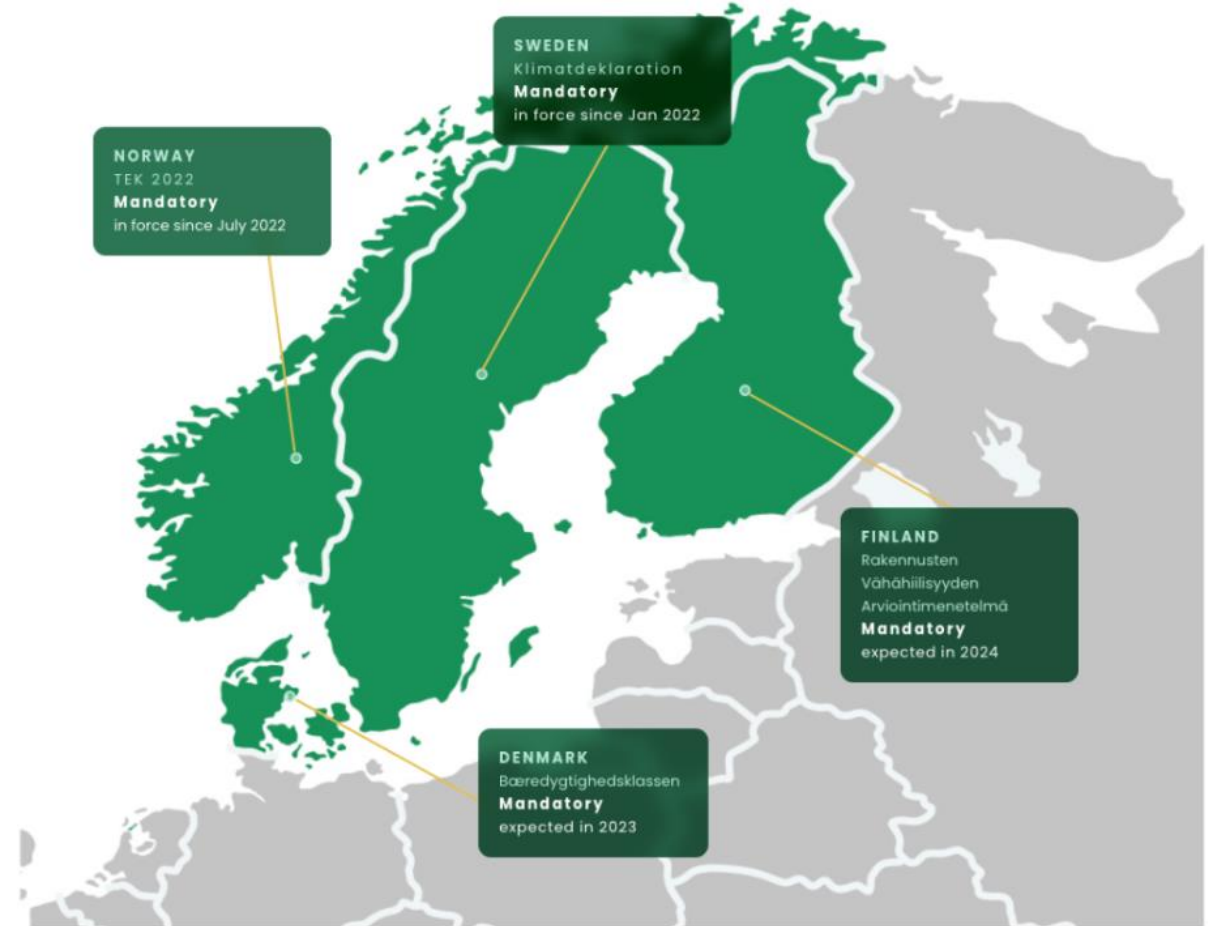 SWEDEN
Klimatdeklaration
Mandatory
in force since Jan 2022
NORWAY
TEK 2022
Mandatory
in force since July 2022
FINLAND
Rakennusten
Vähähiilisyyden
Arviointimenetelmä
Mandatory
expected in 2024
DENMARK
Bæredygtighedsklassen
Mandatory
expected in 2023